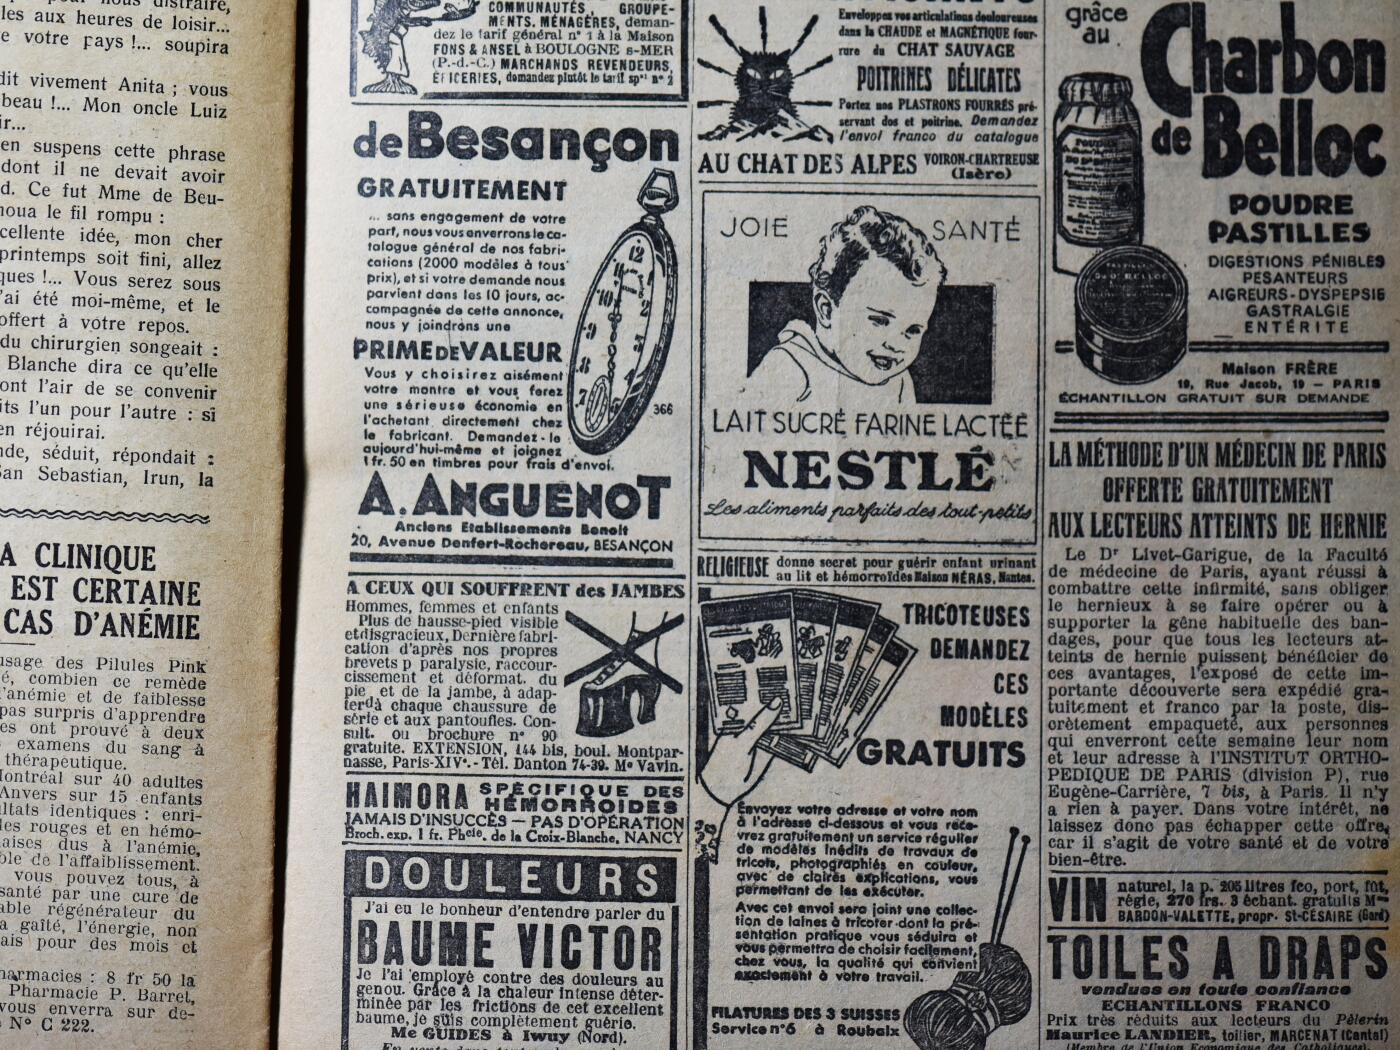 les aux heures de loisir...
e votre pays !... soupira
dit vivement Anita ; vous
beau !... Mon oncle Luiz
ir...
en suspens cette phrase
dont il ne devait avoir
d. Ce fut Mme de Beu-
noua le fil rompu :
cellente idée, mon cher
printemps soit fini, allez
ques !... Vous serez sous
'ai été moi-même, et le
offert à votre repos.
du chirurgien songeait :
Blanche dira ce qu'elle
ont l'air de se convenir
its l'un pour l'autre : si
en réjouirai.
nde, séduit, répondait :
San Sebastian, Irun, la
A CLINIQUE
EST CERTAINE
CAS D'ANÉMIE
usage des Pilules Pink
é, combien ce remède
'anémie et de faiblesse
pas surpris d'apprendre
es ont prouvé à deux
examens du sang à
thérapeutique.
Montréal sur 40 adultes
Anvers sur 15 enfants
ltats identiques : enri-
les rouges et en hémo-
laises dus à l'anémie,
ble de l'affaiblissement.
vous pouvez tous, à
santé par une cure de
able régénérateur du
a gaîté, l'énergie, non
ais pour des mois et
harmacies : 8 fr 50 la
Pharmacie P. Barret,
vous enverra sur de-
N° C 222.
COMMUNAUTÉS, GROUPE-
MENTS, MÉNAGÈRES, deman-
dez le tarif général n° 1 à la Maison
FONS & ANSEL à BOULOGNE s-MER
(P.-d.-C.) MARCHANDS REVENDEURS,
ÉPICERIES, demandez plutôt le tarif spal n° 2
de Besançon
GRATUITEMENT
... sans engagement de votre
part, nous vous enverrons le ca-
talogue général de nos fabri-
cations (2000 modèles à tous
prix), et si votre demande nous
parvient dans les 10 jours, ac-
compagnée de cette annonce,
nous y joindrons une
PRIME DE VALEUR
Vous y choisirez aisément
votre montre et vous ferez
une sérieuse économie en
l'achetant directement chez
le fabricant. Demandez-le
aujourd'hui-même et joignez
1 fr. 50 en timbres pour frais d'envoi.
366
A. ANGUENOT
Anciens Etablissements Benoit
20, Avenue Denfert-Rochereau, BESANÇON
A CEUX QUI SOUFFRENT des JAMBES
Hommes, femmes et enfants
Plus de hausse-pied visible
et disgracieux, Dernière fabri-
cation d'après nos propres
brevets p paralysie, raccour-
cissement et déformat. du
pie et de la jambe, à adap-
ter d à chaque chaussure de
série et aux pantoufles. Con-
sult. ou brochure n° 90
gratuite. EXTENSION, 144 bis, boul. Montpar-
nasse, Paris-XIVe. - Tél. Danton 74-39. Mo Vavin.
HAIMORA SPÉCIFIQUE DES
HÉMORROIDES
JAMAIS D'INSUCCÈS — PAS D'OPÉRATION
Broch. exp. 1 fr. Phcie. de la Croix-Blanche, NANCY
DOULEURS
J'ai eu le bonheur d'entendre parler du
BAUME VICTOR
Je l'ai employé contre des douleurs au
genou. Grâce à la chaleur intense déter-
minée par les frictions de cet excellent
baume, je suis complètement guérie.
Me GUIDES à Iwuy (Nord).
Enveloppez vos articulations douloureuses
dans la CHAUDE et MAGNÉTIQUE four-
rure du CHAT SAUVAGE
POITRINES DÉLICATES
Portez nos PLASTRONS FOURRÉS pré-
servant dos et poitrine. Demandez
l'envoi franco du catalogue
AU CHAT DES ALPES VOIRON-CHARTREUSE
(Isère)
JOIE SANTÉ
LAIT SUCRÉ FARINE LACTÉE
NESTLÉ
Les aliments parfaits des tout-petits
RELIGIEUSE donne secret pour guérir enfant urinant
au lit et hémorroïdes Maison NÉRAS, Nantes.
TRICOTEUSES
DEMANDEZ
CES
MODÈLES
GRATUITS
Envoyez votre adresse et votre nom
à l'adresse ci-dessous et vous rece-
vrez gratuitement un service régulier
de modèles inédits de travaux de
tricots, photographiés en couleur,
avec de claires explications, vous
permettant de les exécuter.
Avec cet envoi sera joint une collec-
tion de laines à tricoter dont la pré-
sentation pratique vous séduira et
vous permettra de choisir facilement,
chez vous, la qualité qui convient
exactement à votre travail.
FILATURES DES 3 SUISSES
Service n°6 à Roubaix
grâce
au
Charbon
de Belloc
POUDRE
PASTILLES
DIGESTIONS PÉNIBLES
PESANTEURS
AIGREURS-DYSPEPSIE
GASTRALGIE
ENTÉRITE
Maison FRÈRE
19, Rue Jacob, 19 — PARIS
ÉCHANTILLON GRATUIT SUR DEMANDE
LA MÉTHODE D'UN MÉDECIN DE PARIS
OFFERTE GRATUITEMENT
AUX LECTEURS ATTEINTS DE HERNIE
Le Dr Livet-Garigue, de la Faculté
de médecine de Paris, ayant réussi à
combattre cette infirmité, sans obliger
le hernieux à se faire opérer ou à
supporter la gêne habituelle des ban-
dages, pour que tous les lecteurs at-
teints de hernie puissent bénéficier de
ces avantages, l'exposé de cette im-
portante découverte sera expédié gra-
tuitement et franco par la poste, dis-
crètement empaqueté, aux personnes
qui enverront cette semaine leur nom
et leur adresse à l'INSTITUT ORTHO-
PEDIQUE DE PARIS (division P), rue
Eugène-Carrière, 7 bis, à Paris. Il n'y
a rien à payer. Dans votre intérêt, ne
laissez donc pas échapper cette offre,
car il s'agit de votre santé et de votre
bien-être.
VIN naturel, la p. 205 litres fco, port, fût,
régie, 270 frs. 3 échant. gratuits Mon
BARDON-VALETTE, propr. St-CÉSAIRE (Gard)
TOILES A DRAPS
vendues en toute confiance
ECHANTILLONS FRANCO
Prix très réduits aux lecteurs du Pèlerin
Maurice LANDIER, toilier, MARCENAT (Cantal)
(Membre de l'Union Economique des Catholiques).